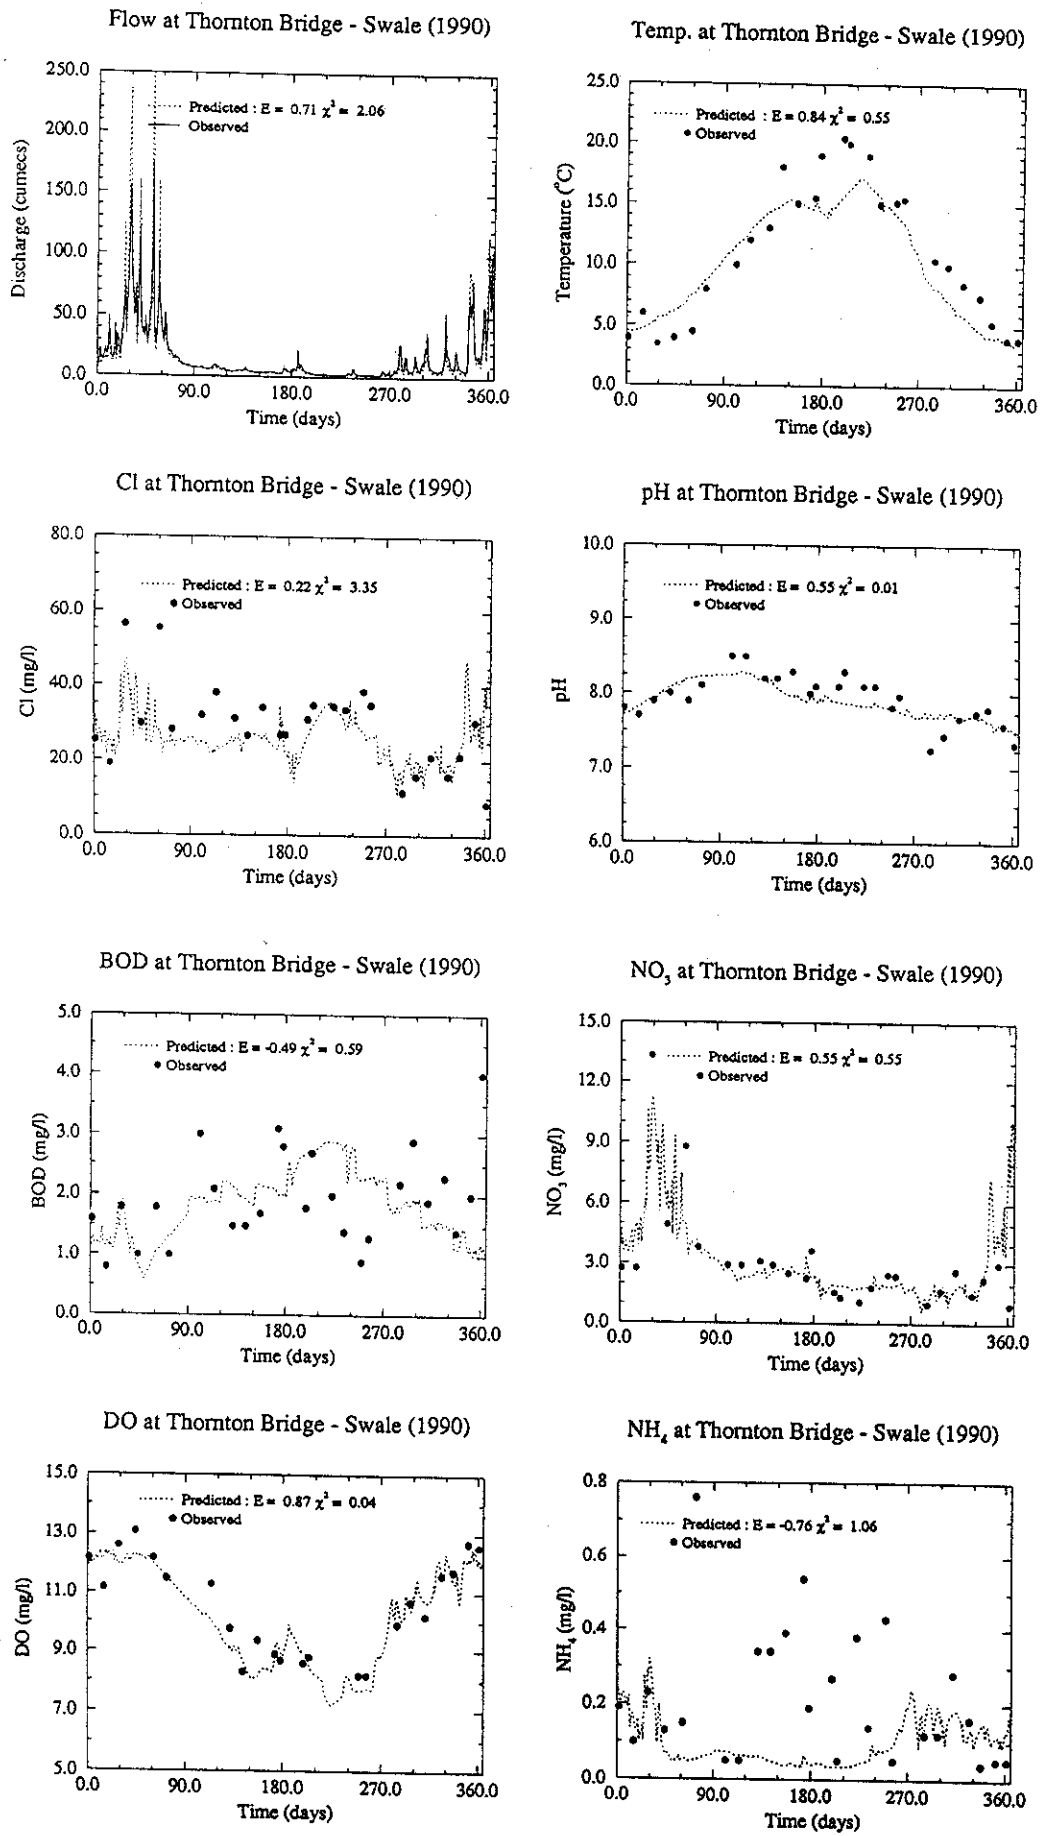 Flow at Thornton Bridge - Swale (1990)
250.0
200.0
150.0
100.0
50.0
0.0
Discharge (cumecs)
Predicted : E = 0.71 χ² = 2.06
Observed
0.0 90.0 180.0 270.0 360.0
Time (days)
Temp. at Thornton Bridge - Swale (1990)
25.0
20.0
15.0
10.0
5.0
0.0
Temperature (°C)
Predicted : E = 0.84 χ² = 0.55
Observed
0.0 90.0 180.0 270.0 360.0
Time (days)
Cl at Thornton Bridge - Swale (1990)
80.0
60.0
40.0
20.0
0.0
Cl (mg/l)
Predicted : E = 0.22 χ² = 3.35
Observed
0.0 90.0 180.0 270.0 360.0
Time (days)
pH at Thornton Bridge - Swale (1990)
10.0
9.0
8.0
7.0
6.0
pH
Predicted : E = 0.55 χ² = 0.01
Observed
0.0 90.0 180.0 270.0 360.0
Time (days)
BOD at Thornton Bridge - Swale (1990)
5.0
4.0
3.0
2.0
1.0
0.0
BOD (mg/l)
Predicted : E = -0.49 χ² = 0.59
Observed
0.0 90.0 180.0 270.0 360.0
Time (days)
NO₃ at Thornton Bridge - Swale (1990)
15.0
12.0
9.0
6.0
3.0
0.0
NO₃ (mg/l)
Predicted : E = 0.55 χ² = 0.55
Observed
0.0 90.0 180.0 270.0 360.0
Time (days)
DO at Thornton Bridge - Swale (1990)
15.0
13.0
11.0
9.0
7.0
5.0
DO (mg/l)
Predicted : E = 0.87 χ² = 0.04
Observed
0.0 90.0 180.0 270.0 360.0
Time (days)
NH₄ at Thornton Bridge - Swale (1990)
0.8
0.6
0.4
0.2
0.0
NH₄ (mg/l)
Predicted : E = -0.76 χ² = 1.06
Observed
0.0 90.0 180.0 270.0 360.0
Time (days)